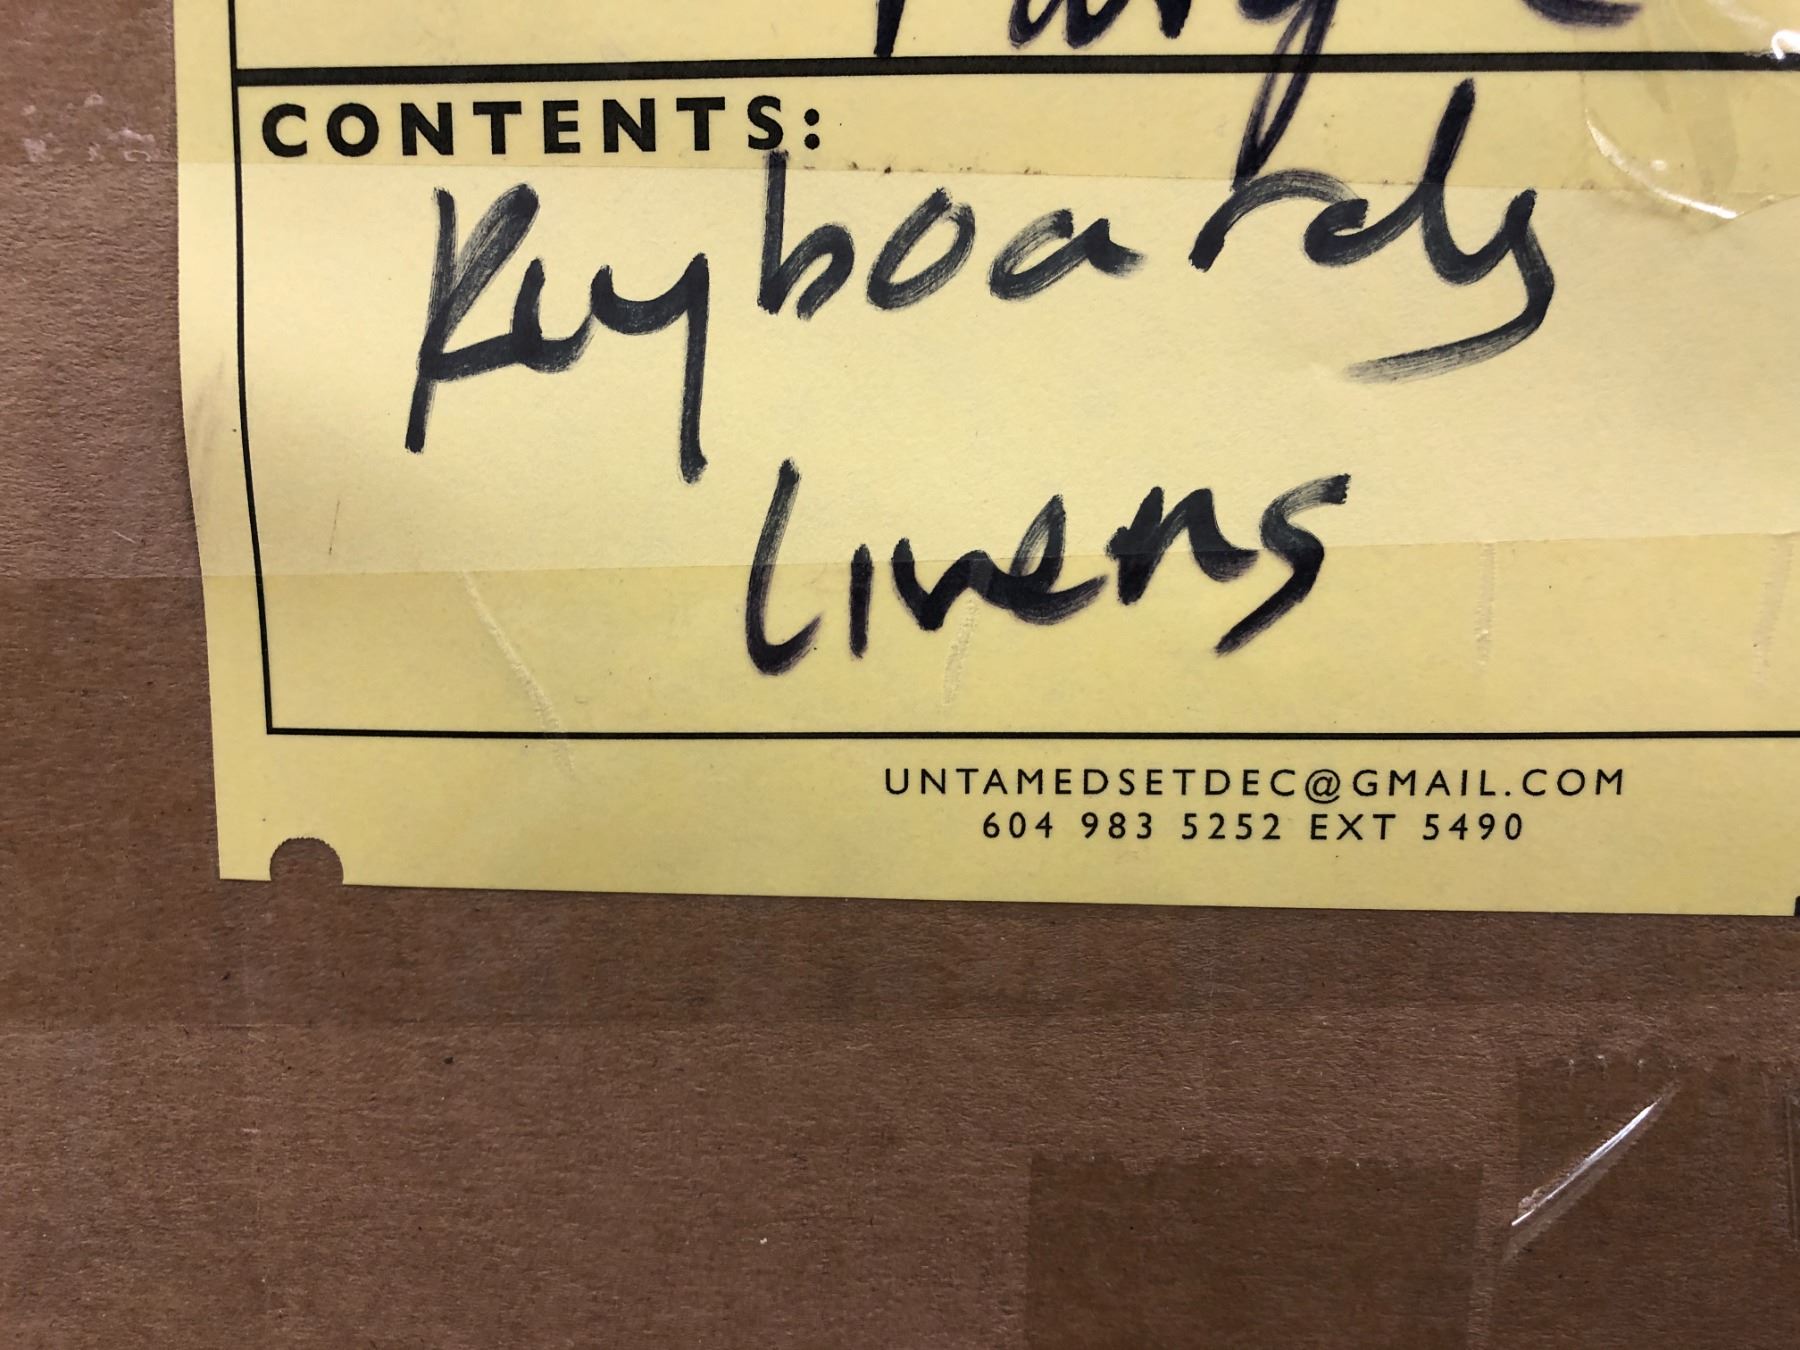 CONTENTS:
Keyboards
Linens
UNTAMEDSETDEC@GMAIL.COM
604 983 5252 EXT 5490